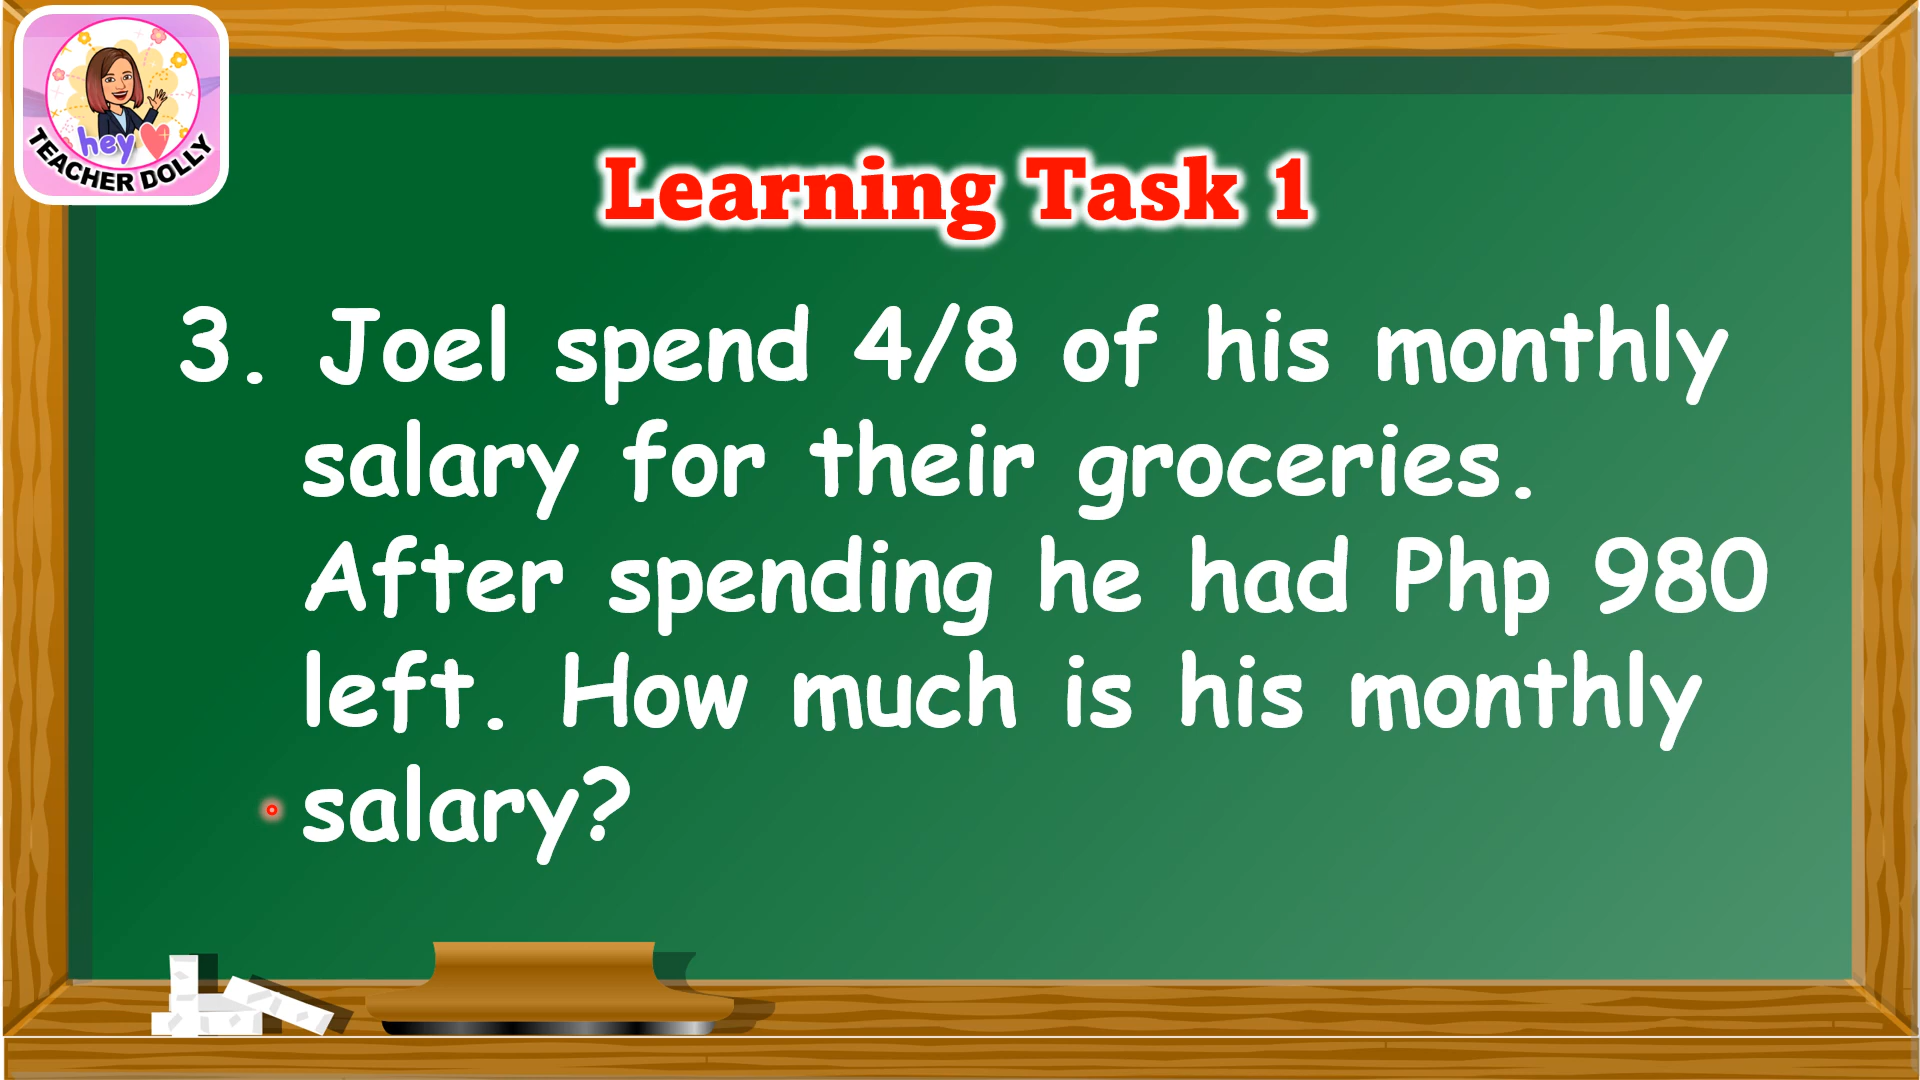 hey
TEACHER DOLLY
Learning Task 1
3. Joel spend 4/8 of his monthly
salary for their groceries.
After spending he had Php 980
left. How much is his monthly
salary?